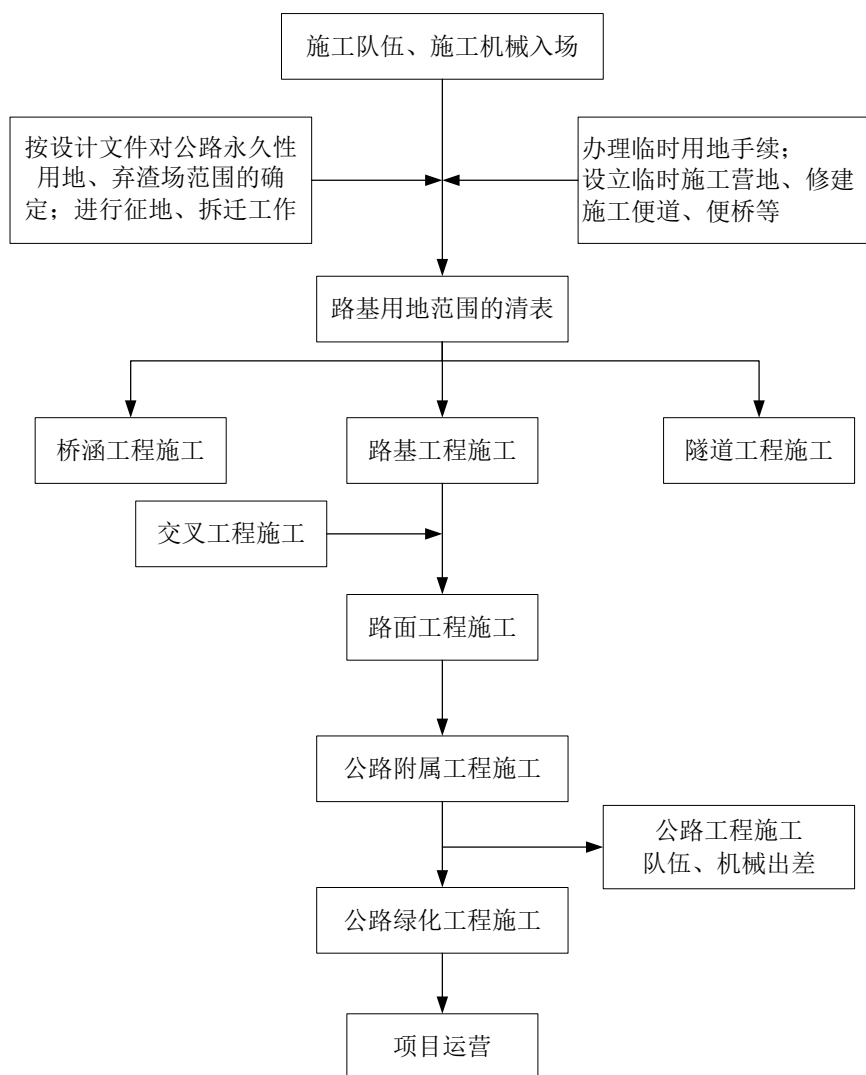 施工队伍、施工机械入场
按设计文件对公路永久性
用地、弃渣场范围的确
定；进行征地、拆迁工作
办理临时用地手续；
设立临时施工营地、修建
施工便道、便桥等
路基用地范围的清表
桥涵工程施工
路基工程施工
隧道工程施工
交叉工程施工
路面工程施工
公路附属工程施工
公路工程施工
队伍、机械出差
公路绿化工程施工
项目运营